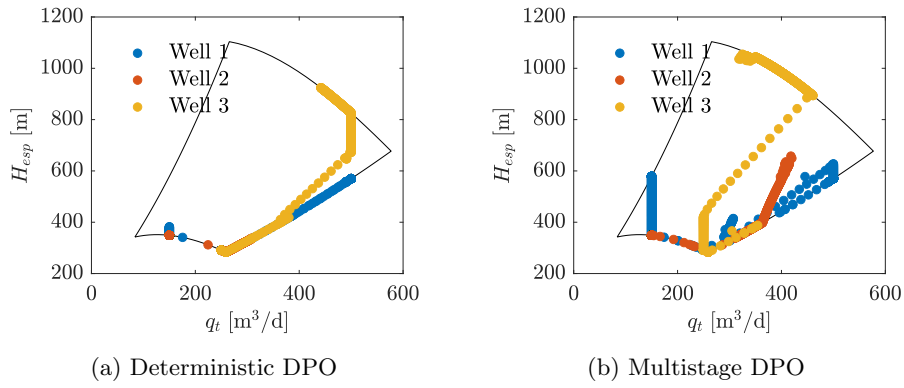 1200
1000
800
600
400
200
0
200
400
600
H_esp [m]
q_t [m³/d]
Well 1
Well 2
Well 3
(a) Deterministic DPO
1200
1000
800
600
400
200
0
200
400
600
H_esp [m]
q_t [m³/d]
Well 1
Well 2
Well 3
(b) Multistage DPO